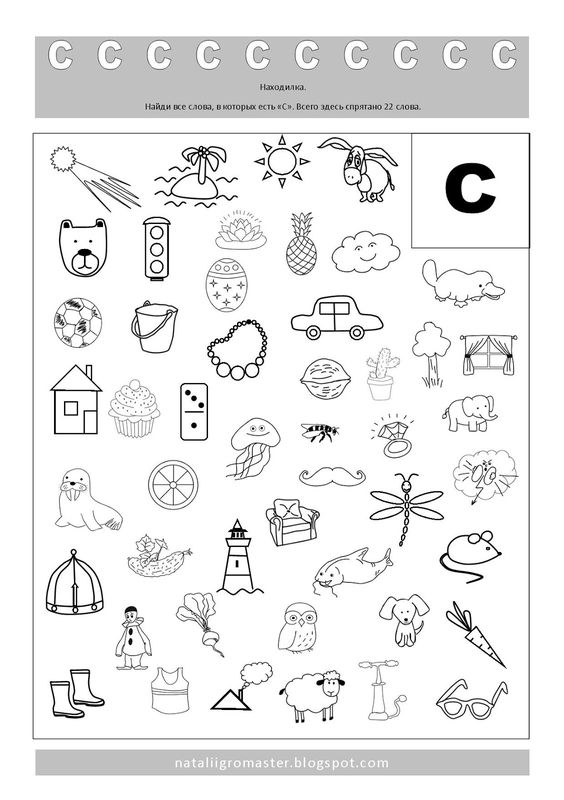 С С С С С С С С С С
Находилка.
Найди все слова, в которых есть «С». Всего здесь спрятано 22 слова.
С
nataliigromaster.blogspot.com